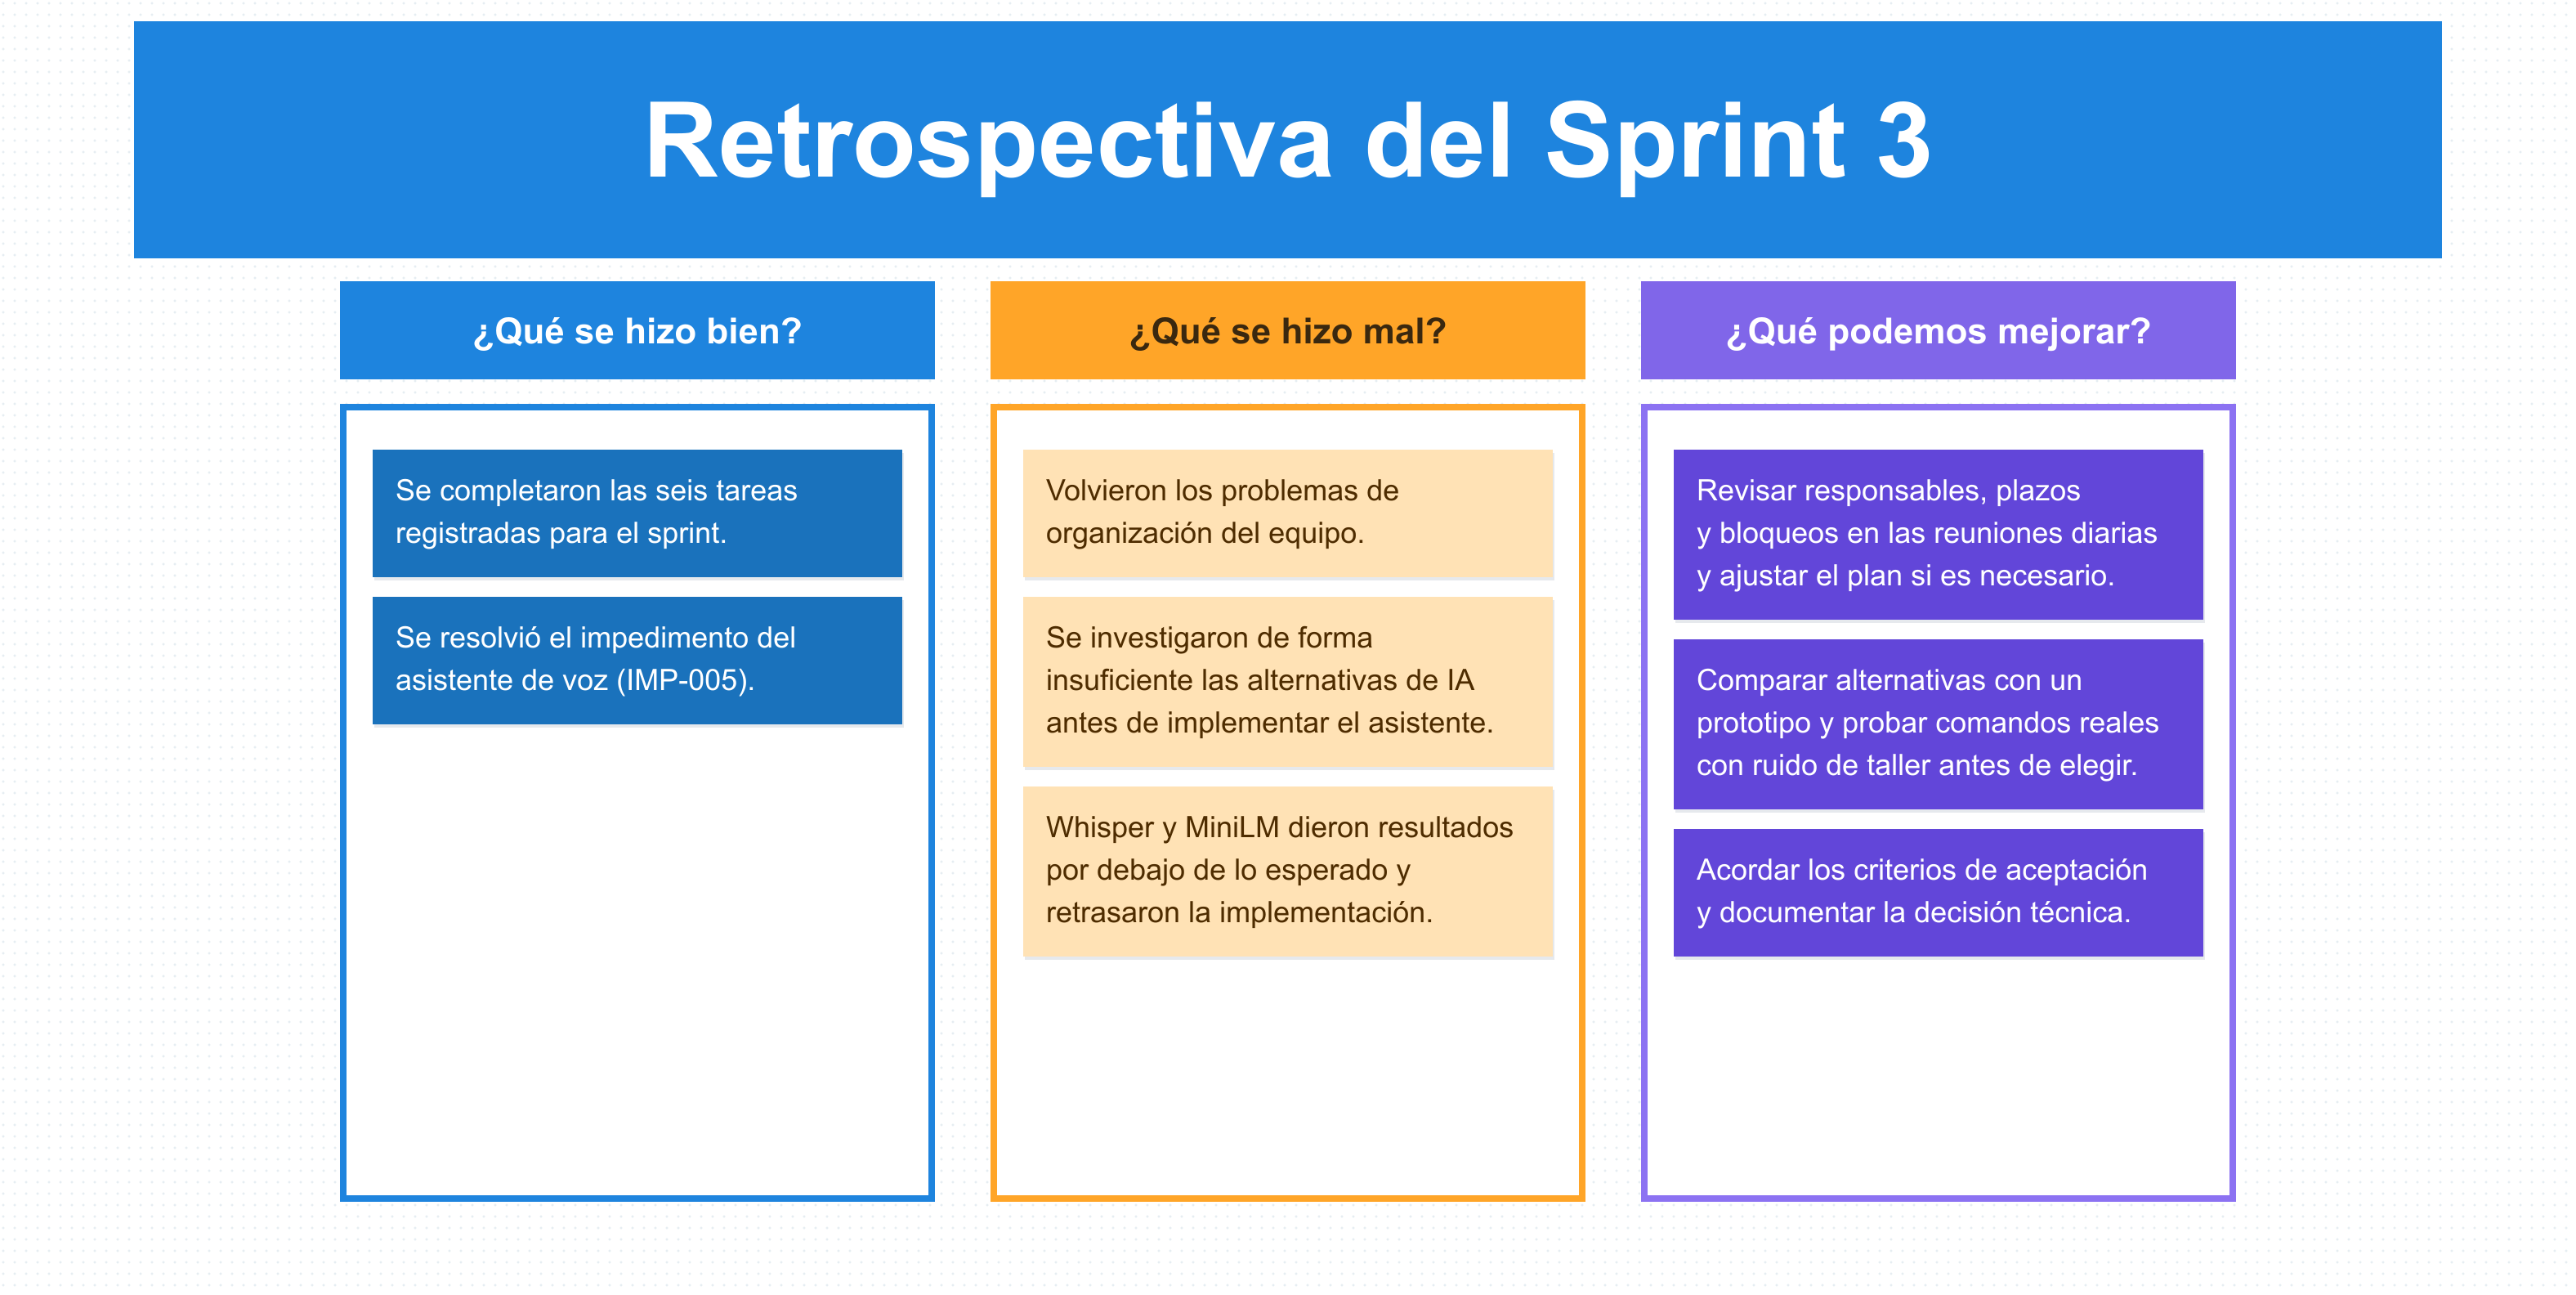 Retrospectiva del Sprint 3
¿Qué se hizo bien?
Se completaron las seis tareas
registradas para el sprint.
Se resolvió el impedimento del
asistente de voz (IMP-005).
¿Qué se hizo mal?
Volvieron los problemas de
organización del equipo.
Se investigaron de forma
insuficiente las alternativas de IA
antes de implementar el asistente.
Whisper y MiniLM dieron resultados
por debajo de lo esperado y
retrasaron la implementación.
¿Qué podemos mejorar?
Revisar responsables, plazos
y bloqueos en las reuniones diarias
y ajustar el plan si es necesario.
Comparar alternativas con un
prototipo y probar comandos reales
con ruido de taller antes de elegir.
Acordar los criterios de aceptación
y documentar la decisión técnica.